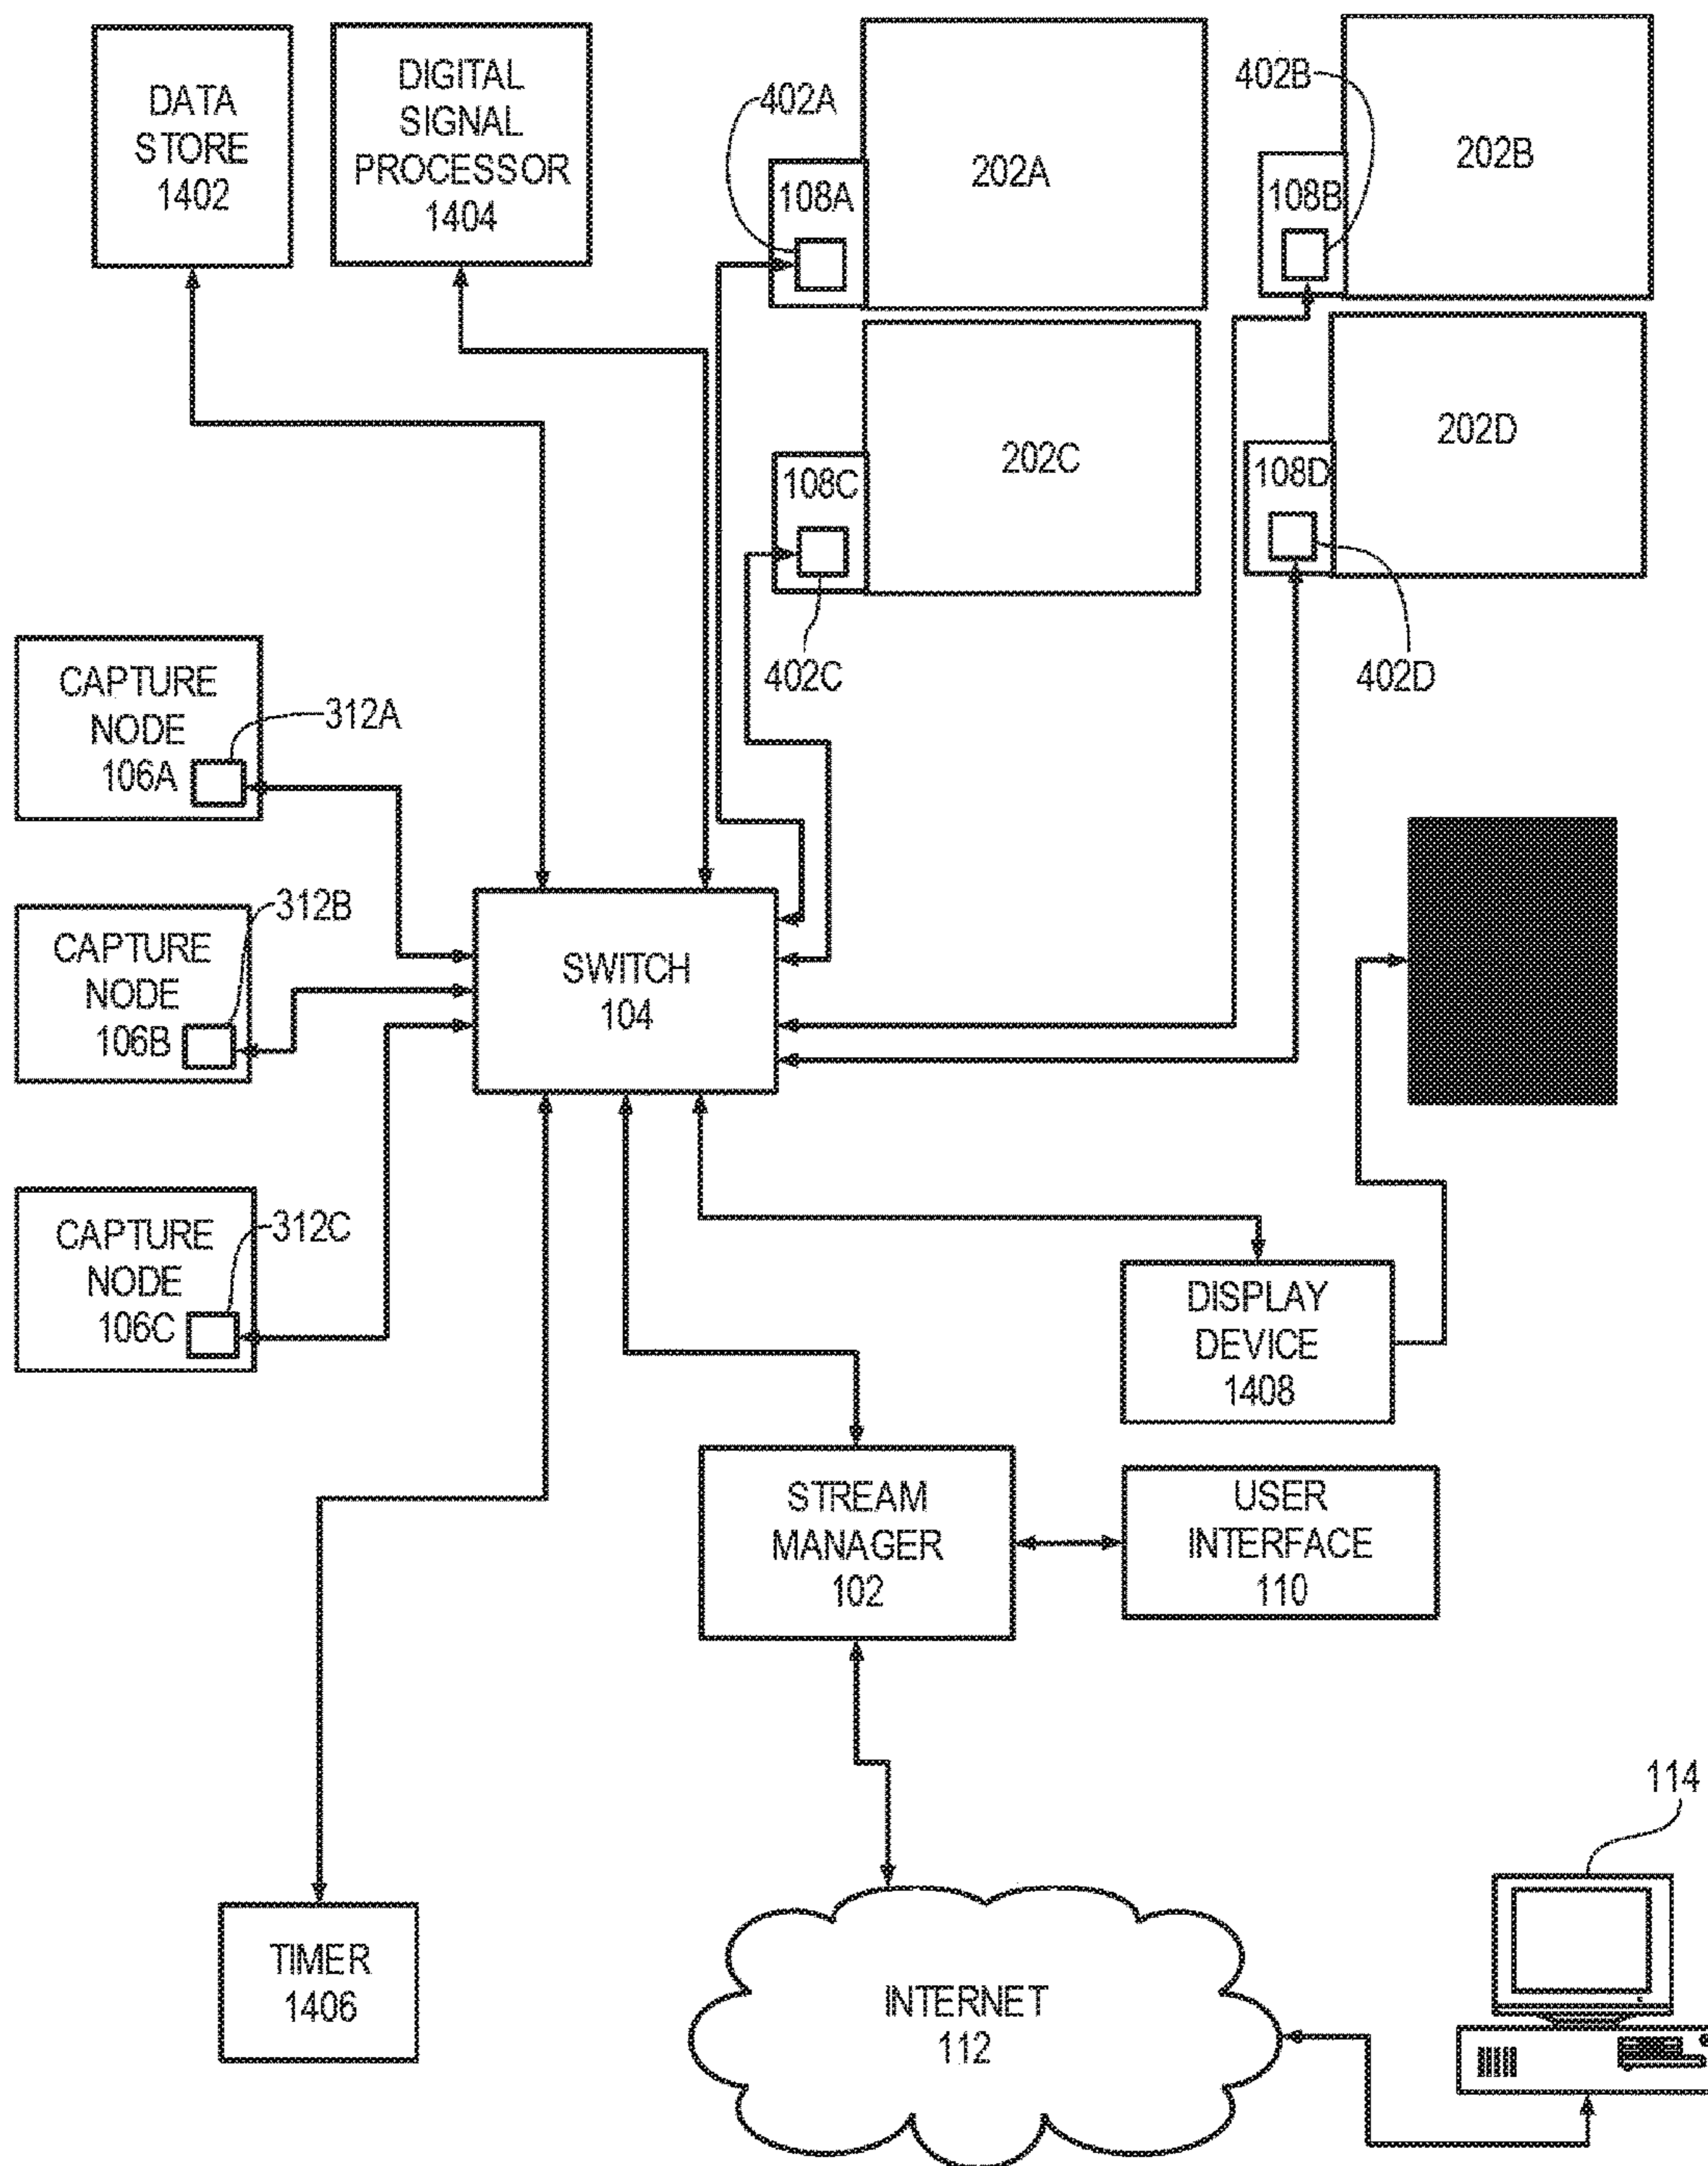 DATA
STORE
1402
DIGITAL
SIGNAL
PROCESSOR
1404
402A
108A
202A
402B
108B
202B
108C
202C
402C
108D
202D
402D
CAPTURE
NODE
106A
312A
CAPTURE
NODE
106B
312B
CAPTURE
NODE
106C
312C
SWITCH
104
DISPLAY
DEVICE
1408
STREAM
MANAGER
102
USER
INTERFACE
110
TIMER
1406
INTERNET
112
114